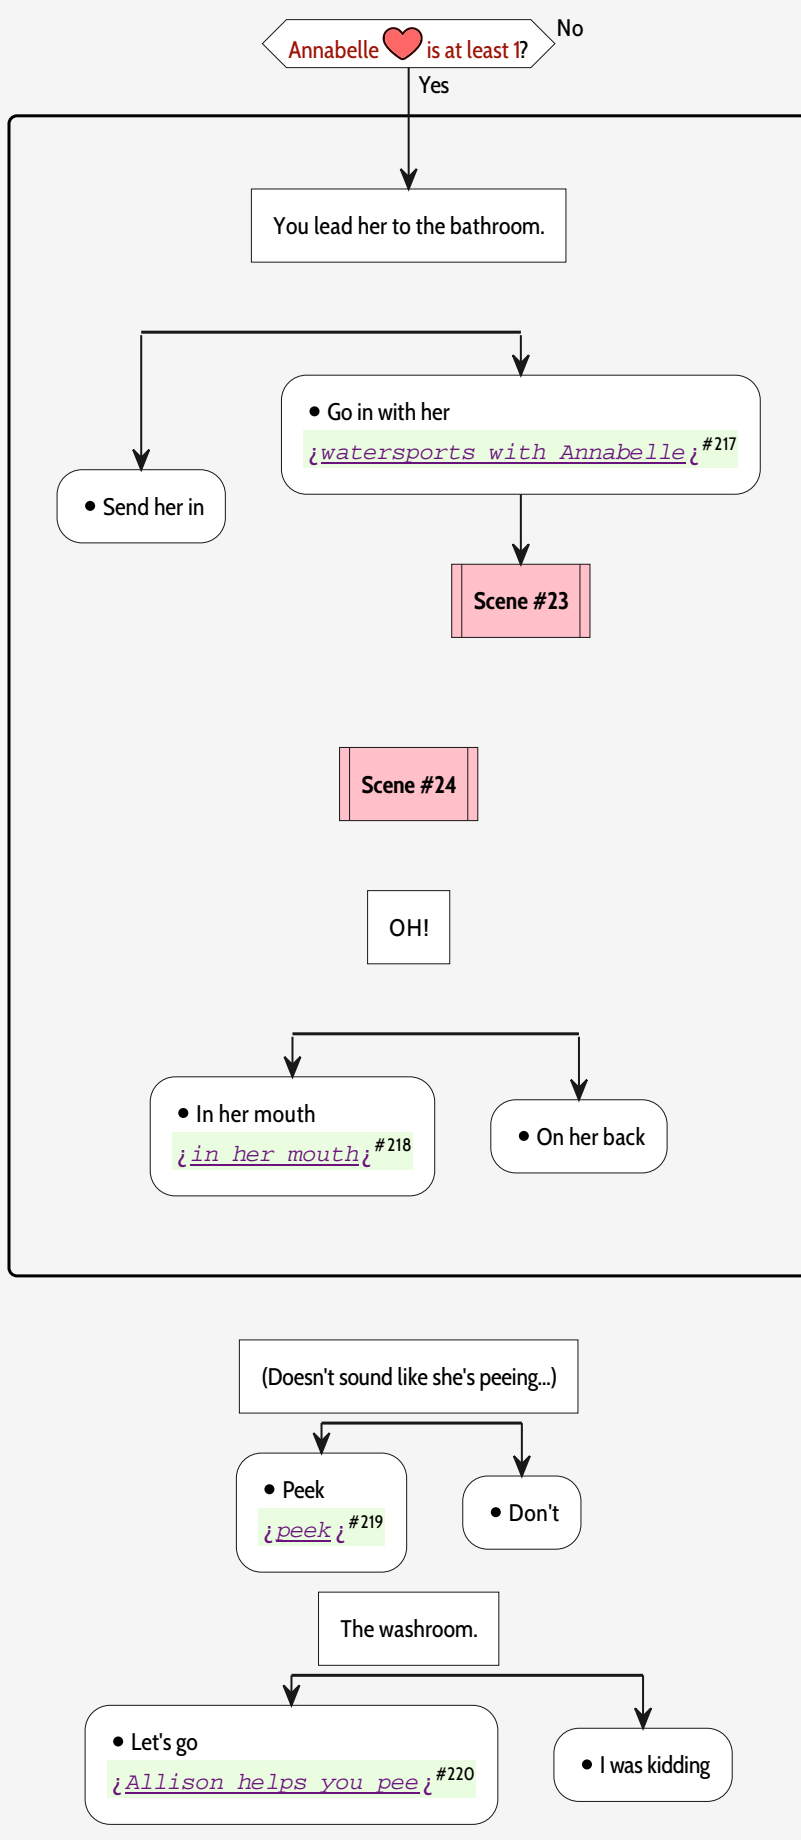 Annabelle is at least 1?
No
Yes
You lead her to the bathroom.
• Go in with her
¿watersports with Annabelle¿#217
• Send her in
Scene #23
Scene #24
OH!
• In her mouth
¿in her mouth¿#218
• On her back
(Doesn't sound like she's peeing...)
• Peek
¿peek¿#219
• Don't
The washroom.
• Let's go
¿Allison helps you pee¿#220
• I was kidding